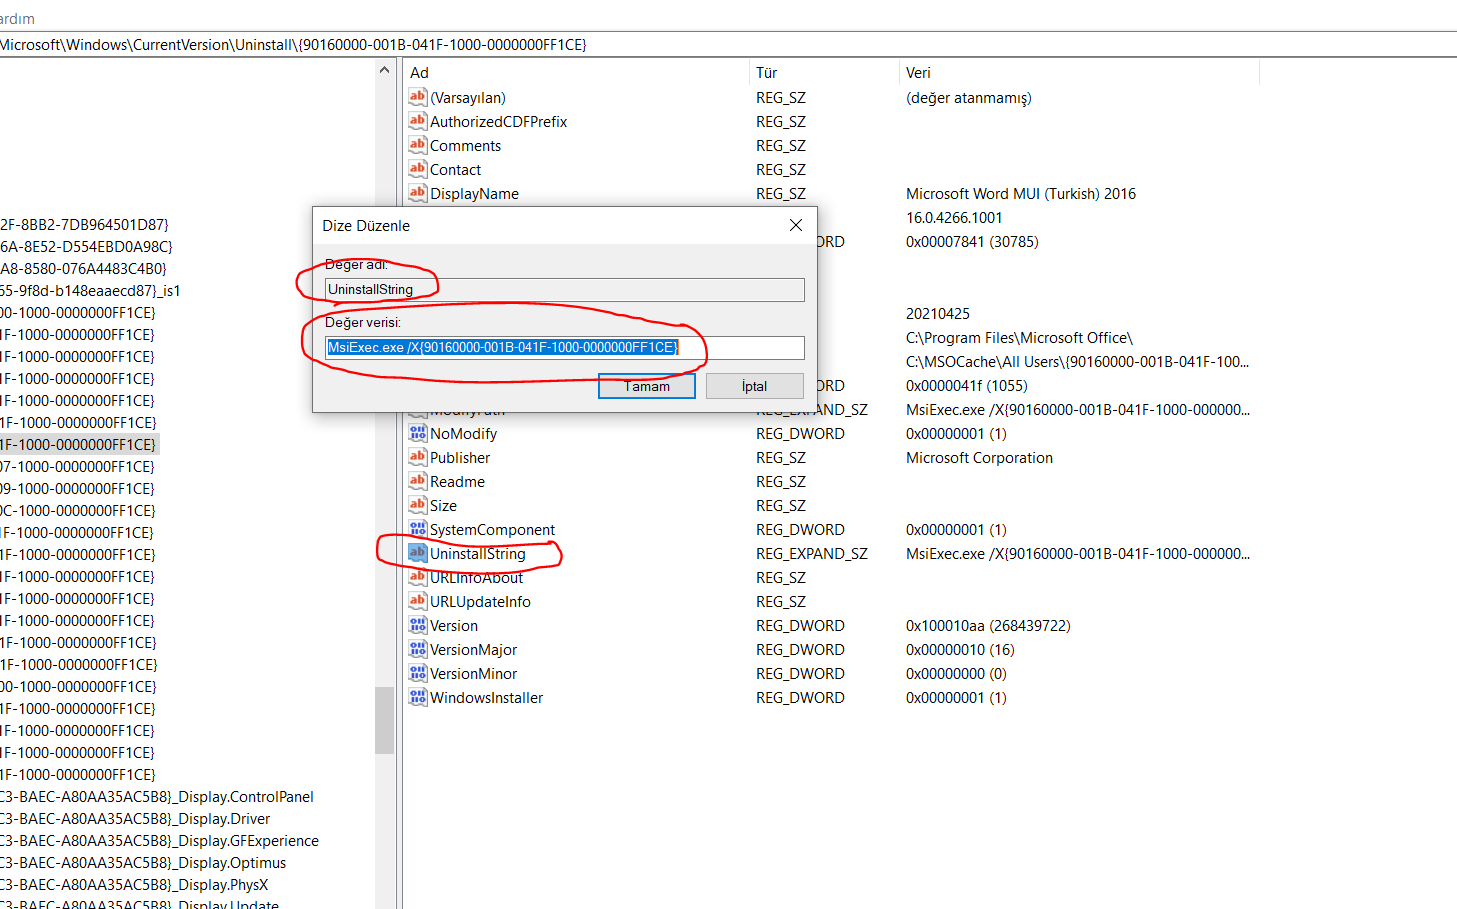 ardım
Microsoft\Windows\CurrentVersion\Uninstall\{90160000-001B-041F-1000-0000000FF1CE}
2F-8BB2-7DB964501D87}
6A-8E52-D554EBD0A98C}
A8-8580-076A4483C4B0}
65-9f8d-b148eaaecd87}_is1
00-1000-0000000FF1CE}
1F-1000-0000000FF1CE}
1F-1000-0000000FF1CE}
1F-1000-0000000FF1CE}
1F-1000-0000000FF1CE}
1F-1000-0000000FF1CE}
1F-1000-0000000FF1CE}
07-1000-0000000FF1CE}
09-1000-0000000FF1CE}
0C-1000-0000000FF1CE}
1F-1000-0000000FF1CE}
1F-1000-0000000FF1CE}
1F-1000-0000000FF1CE}
1F-1000-0000000FF1CE}
1F-1000-0000000FF1CE}
1F-1000-0000000FF1CE}
1F-1000-0000000FF1CE}
00-1000-0000000FF1CE}
1F-1000-0000000FF1CE}
1F-1000-0000000FF1CE}
1F-1000-0000000FF1CE}
1F-1000-0000000FF1CE}
C3-BAEC-A80AA35AC5B8}_Display.ControlPanel
C3-BAEC-A80AA35AC5B8}_Display.Driver
C3-BAEC-A80AA35AC5B8}_Display.GFExperience
C3-BAEC-A80AA35AC5B8}_Display.Optimus
C3-BAEC-A80AA35AC5B8}_Display.PhysX
C3-BAEC-A80AA35AC5B8}_Display.Update
Ad Tür Veri
(Varsayılan) REG_SZ (değer atanmamış)
AuthorizedCDFPrefix REG_SZ
Comments REG_SZ
Contact REG_SZ
DisplayName REG_SZ Microsoft Word MUI (Turkish) 2016
16.0.4266.1001
ORD 0x00007841 (30785)
20210425
C:\Program Files\Microsoft Office\
C:\MSOCache\All Users\{90160000-001B-041F-100...
ORD 0x0000041f (1055)
ModifyPath REG_EXPAND_SZ MsiExec.exe /X{90160000-001B-041F-1000-000000...
NoModify REG_DWORD 0x00000001 (1)
Publisher REG_SZ Microsoft Corporation
Readme REG_SZ
Size REG_SZ
SystemComponent REG_DWORD 0x00000001 (1)
UninstallString REG_EXPAND_SZ MsiExec.exe /X{90160000-001B-041F-1000-000000...
URLInfoAbout REG_SZ
URLUpdateInfo REG_SZ
Version REG_DWORD 0x100010aa (268439722)
VersionMajor REG_DWORD 0x00000010 (16)
VersionMinor REG_DWORD 0x00000000 (0)
WindowsInstaller REG_DWORD 0x00000001 (1)
Dize Düzenle
Değer adı:
UninstallString
Değer verisi:
MsiExec.exe /X{90160000-001B-041F-1000-0000000FF1CE}
Tamam İptal